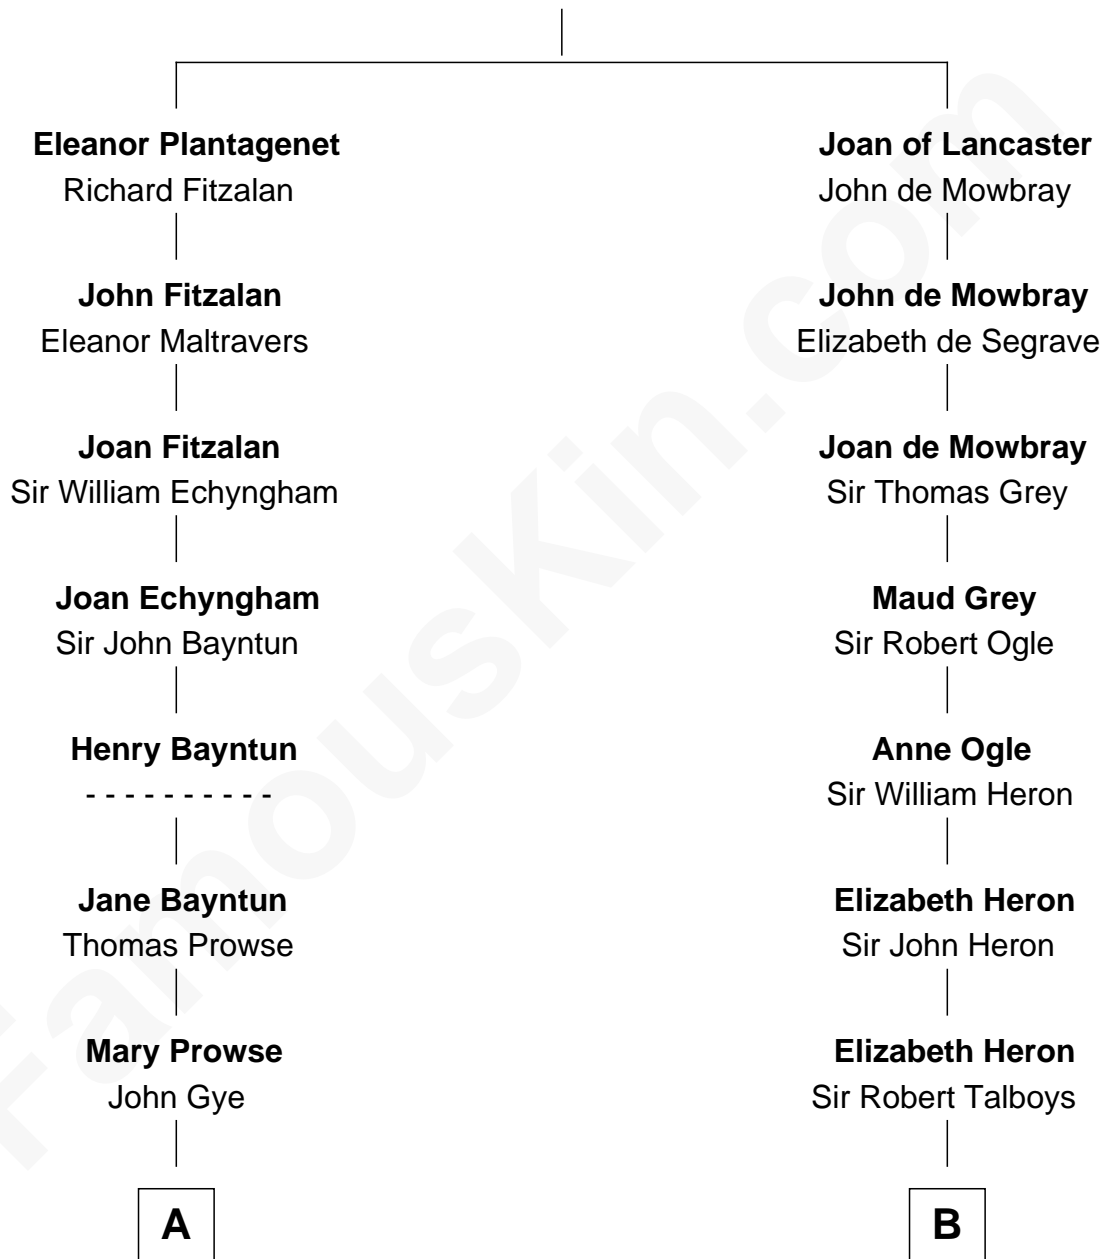 Eleanor Plantagenet
Richard Fitzalan
John Fitzalan
Eleanor Maltravers
Joan Fitzalan
Sir William Echyngham
Joan Echyngham
Sir John Bayntun
Henry Bayntun
- - - - - - - - - -
Jane Bayntun
Thomas Prowse
Mary Prowse
John Gye
A
Joan of Lancaster
John de Mowbray
John de Mowbray
Elizabeth de Segrave
Joan de Mowbray
Sir Thomas Grey
Maud Grey
Sir Robert Ogle
Anne Ogle
Sir William Heron
Elizabeth Heron
Sir John Heron
Elizabeth Heron
Sir Robert Talboys
B
FamousKin.com